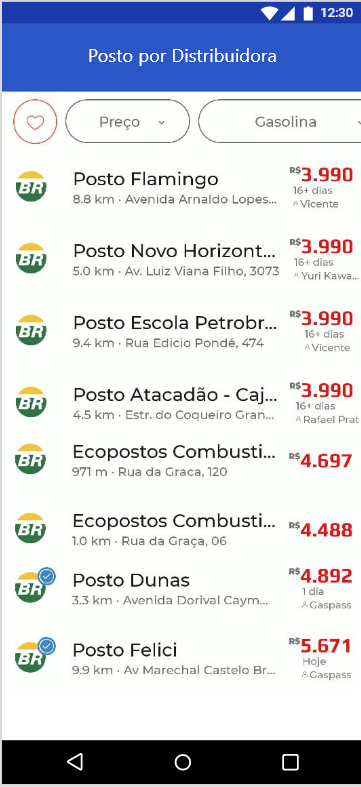 12:30
Posto por Distribuidora
Preço
Gasolina
BR
Posto Flamingo
8.8 km · Avenida Arnaldo Lopes...
R$3.990
16+ dias
Vicente
BR
Posto Novo Horizont...
5.0 km · Av. Luiz Viana Filho, 3073
R$3.990
16+ dias
Yuri Kawa...
BR
Posto Escola Petrobr...
9.4 km · Rua Edicio Pondé, 474
R$3.990
16+ dias
Vicente
BR
Posto Atacadão - Caj...
4.5 km · Estr. do Coqueiro Gran...
R$3.990
16+ dias
Rafael Prat
BR
Ecopostos Combusti...
971 m · Rua da Graca, 120
R$4.697
BR
Ecopostos Combusti...
1.0 km · Rua da Graça, 06
R$4.488
BR
Posto Dunas
3.3 km · Avenida Dorival Caym...
R$4.892
1 dia
Gaspass
BR
Posto Felici
9.9 km · Av Marechal Castelo Br...
R$5.671
Hoje
Gaspass